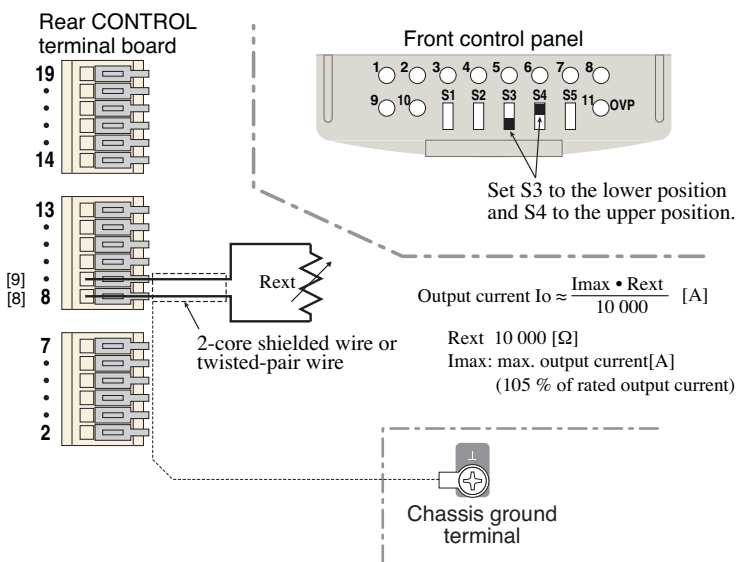 Rear CONTROL
terminal board
19
14
13
[9]
[8] 8
7
2
Rext
2-core shielded wire or
twisted-pair wire
Front control panel
1 2 3 4 5 6 7 8
9 10 S1 S2 S3 S4 S5 11 OVP
Set S3 to the lower position
and S4 to the upper position.
Output current Io ≈ Imax • Rext / 10 000 [A]
Rext 10 000 [Ω]
Imax: max. output current[A]
(105 % of rated output current)
Chassis ground
terminal